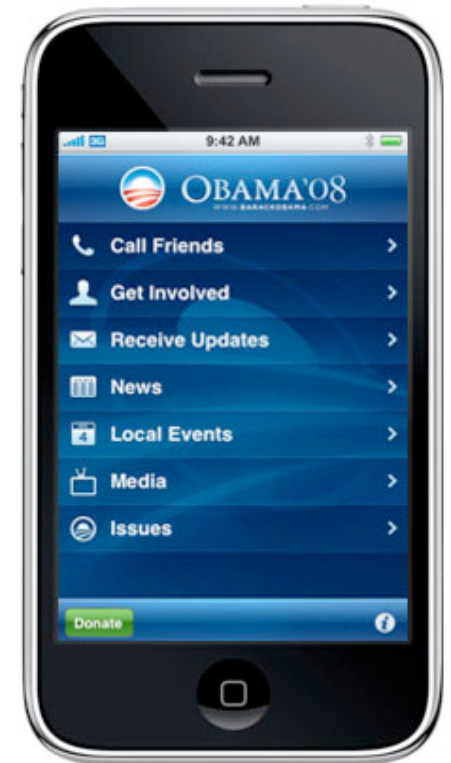 3G 9:42 AM
OBAMA'08
WWW.BARACKOBAMA.COM
Call Friends
Get Involved
Receive Updates
News
4 Local Events
Media
Issues
Donate i